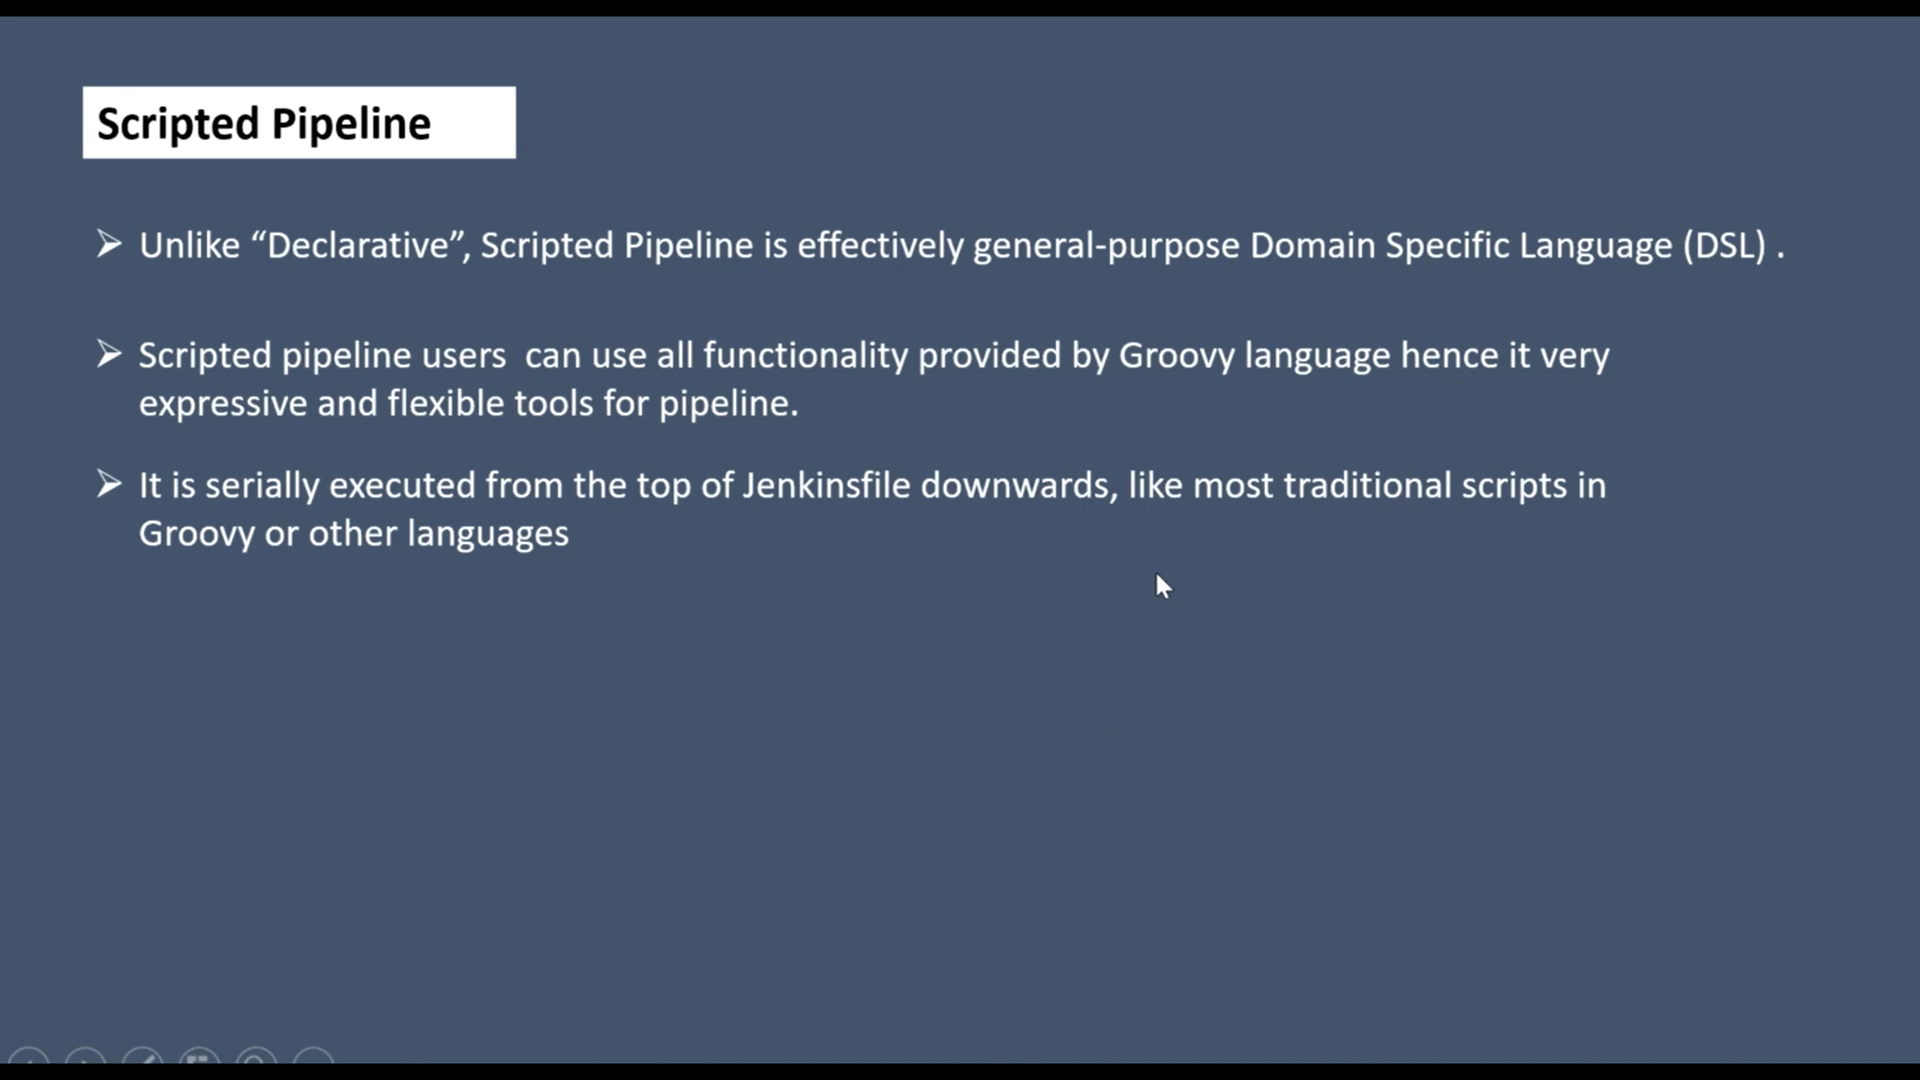 Scripted Pipeline
➢ Unlike “Declarative”, Scripted Pipeline is effectively general-purpose Domain Specific Language (DSL) .
➢ Scripted pipeline users  can use all functionality provided by Groovy language hence it very
expressive and flexible tools for pipeline.
➢ It is serially executed from the top of Jenkinsfile downwards, like most traditional scripts in
Groovy or other languages